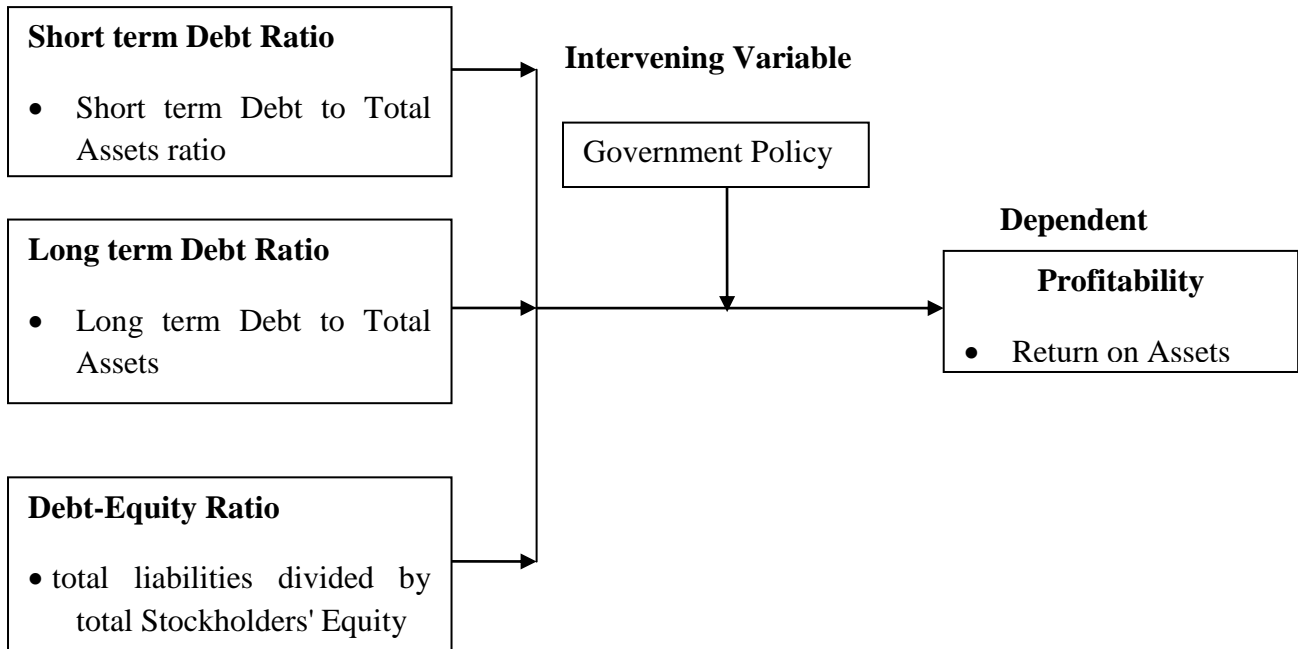 Short term Debt Ratio
• Short term Debt to Total
Assets ratio
Long term Debt Ratio
• Long term Debt to Total
Assets
Debt-Equity Ratio
• total liabilities divided by
total Stockholders' Equity
Intervening Variable
Government Policy
Dependent
Profitability
• Return on Assets